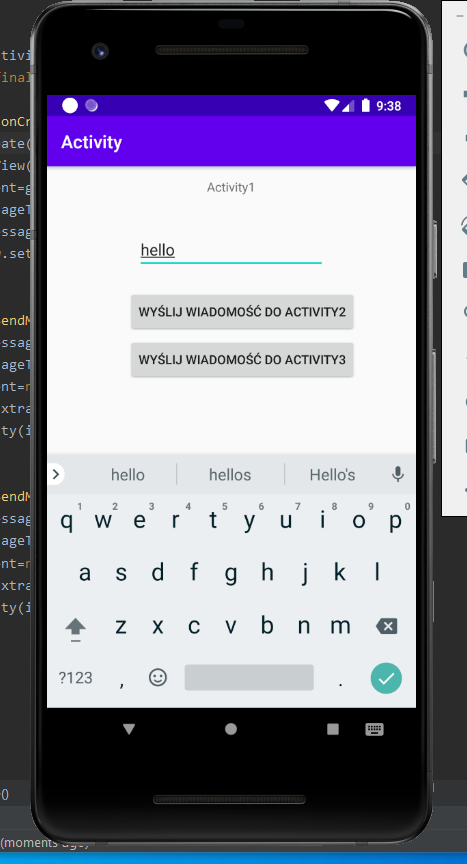 9:38
Activity
Activity1
hello
WYŚLIJ WIADOMOŚĆ DO ACTIVITY2
WYŚLIJ WIADOMOŚĆ DO ACTIVITY3
hello hellos Hello's
1 2 3 4 5 6 7 8 9 0
q w e r t y u i o p
a s d f g h j k l
z x c v b n m
?123 , .
(moments ago)